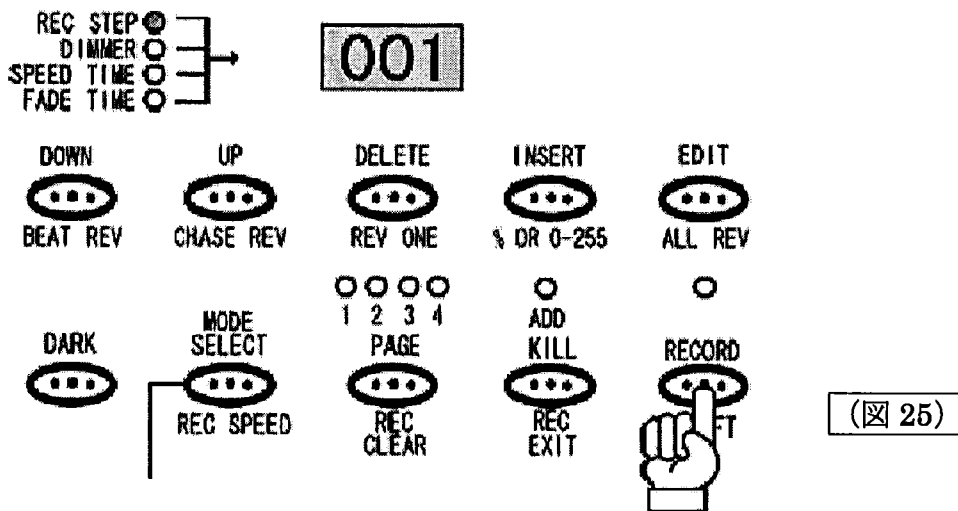 REC STEP
DIMMER
SPEED TIME
FADE TIME
001
DOWN UP DELETE INSERT EDIT
BEAT REV CHASE REV REV ONE % OR 0-255 ALL REV
1 2 3 4
DARK MODE SELECT PAGE ADD KILL RECORD
REC SPEED REC CLEAR REC EXIT FT
(図 25)